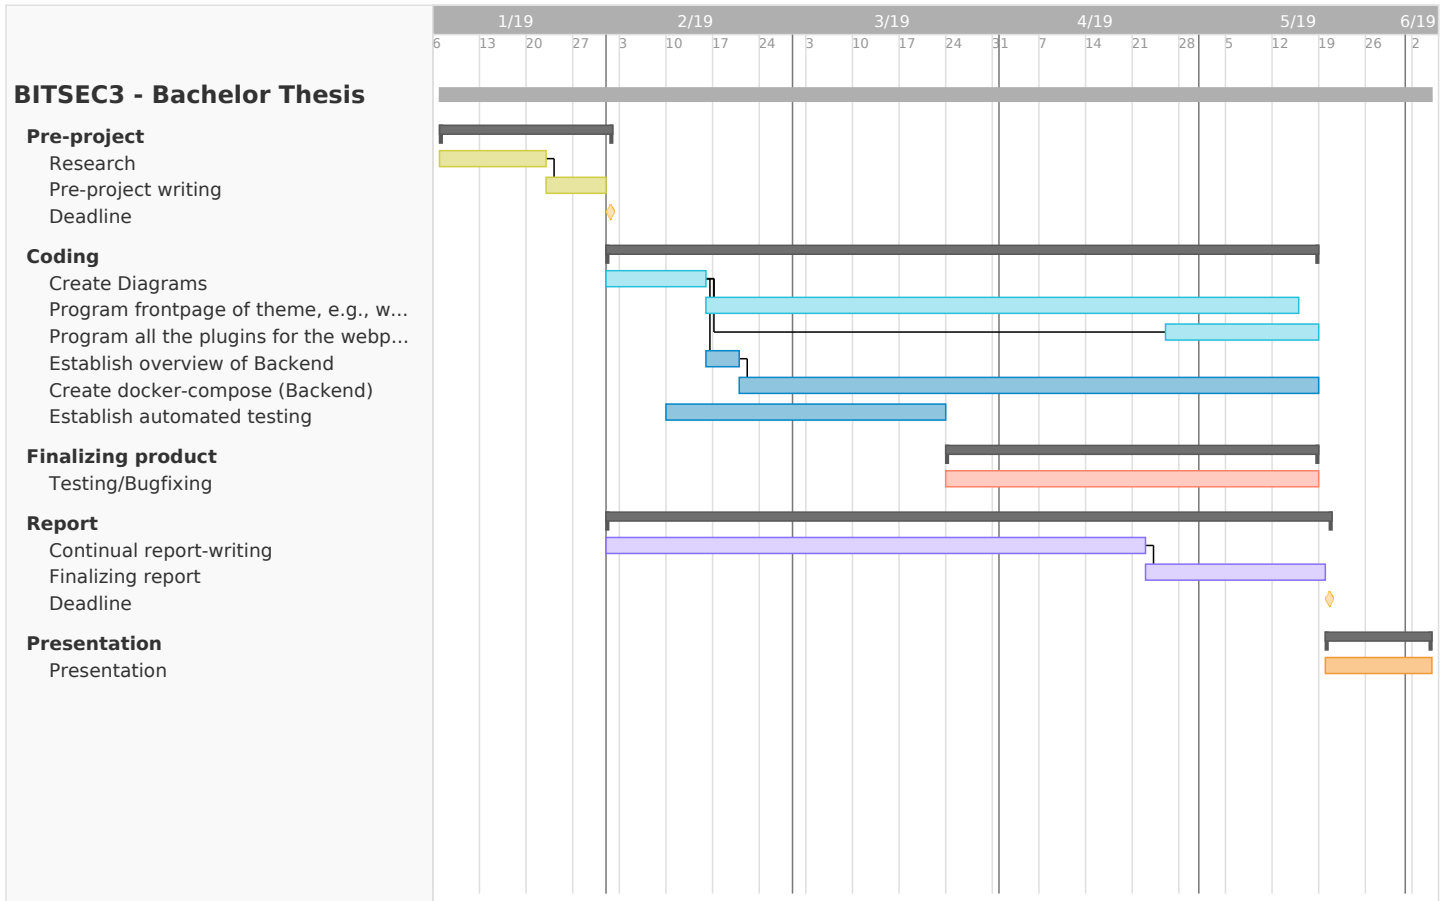 1/19 2/19 3/19 4/19 5/19 6/19
6 13 20 27 3 10 17 24 3 10 17 24 31 7 14 21 28 5 12 19 26 2
BITSEC3 - Bachelor Thesis
Pre-project
Research
Pre-project writing
Deadline
Coding
Create Diagrams
Program frontpage of theme, e.g., w...
Program all the plugins for the webp...
Establish overview of Backend
Create docker-compose (Backend)
Establish automated testing
Finalizing product
Testing/Bugfixing
Report
Continual report-writing
Finalizing report
Deadline
Presentation
Presentation